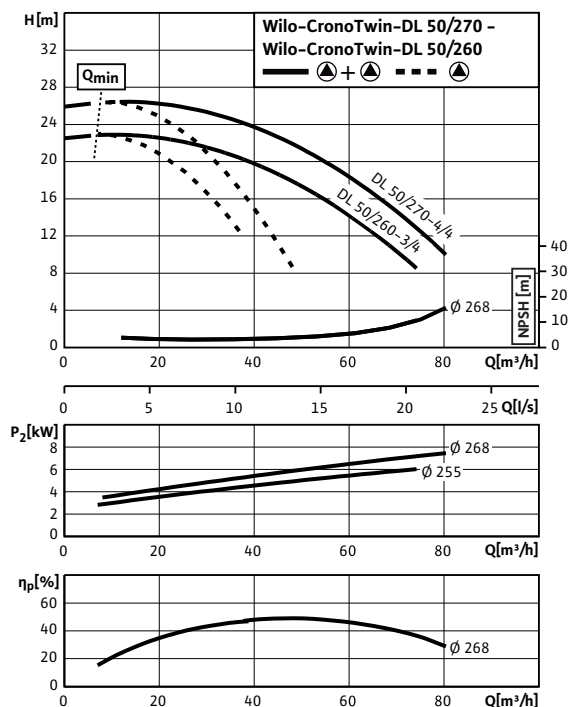 H [m]
Wilo-CronoTwin-DL 50/270 -
Wilo-CronoTwin-DL 50/260
+
Qmin
32
28
24
20
16
12
8
4
0
DL 50/270-4/4
DL 50/260-3/4
40
30
20
10
0
NPSH [m]
Ø 268
0 20 40 60 80 Q[m³/h]
0 5 10 15 20 25 Q[l/s]
P₂[kW]
8
6
4
2
0
Ø 268
Ø 255
0 20 40 60 80 Q[m³/h]
ηp[%]
60
40
20
0
Ø 268
0 20 40 60 80 Q[m³/h]